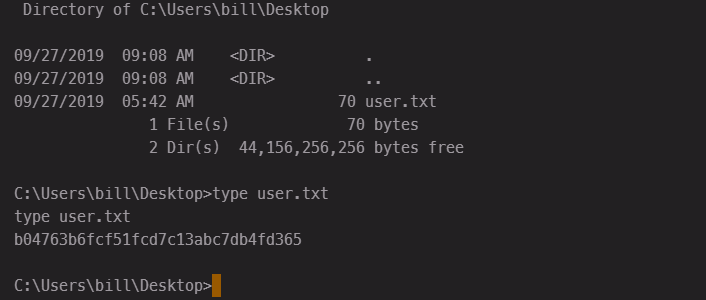 Directory of C:\Users\bill\Desktop
09/27/2019  09:08 AM    <DIR>          .
09/27/2019  09:08 AM    <DIR>          ..
09/27/2019  05:42 AM                70 user.txt
               1 File(s)             70 bytes
               2 Dir(s)  44,156,256,256 bytes free
C:\Users\bill\Desktop>type user.txt
type user.txt
b04763b6fcf51fcd7c13abc7db4fd365
C:\Users\bill\Desktop>